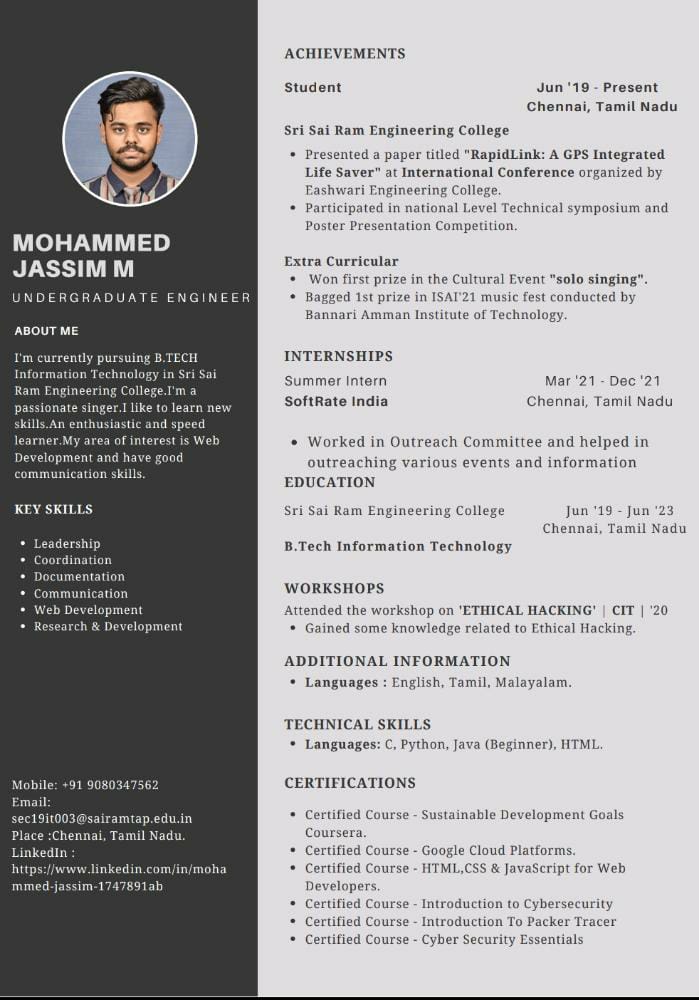 MOHAMMED
JASSIM M
UNDERGRADUATE ENGINEER
ABOUT ME
I'm currently pursuing B.TECH
Information Technology in Sri Sai
Ram Engineering College.I'm a
passionate singer.I like to learn new
skills.An enthusiastic and speed
learner.My area of interest is Web
Development and have good
communication skills.
KEY SKILLS
• Leadership
• Coordination
• Documentation
• Communication
• Web Development
• Research & Development
Mobile: +91 9080347562
Email:
sec19it003@sairamtap.edu.in
Place :Chennai, Tamil Nadu.
LinkedIn :
https://www.linkedin.com/in/moha
mmed-jassim-1747891ab
ACHIEVEMENTS
Student Jun '19 - Present
Chennai, Tamil Nadu
Sri Sai Ram Engineering College
• Presented a paper titled "RapidLink: A GPS Integrated
Life Saver" at International Conference organized by
Eashwari Engineering College.
• Participated in national Level Technical symposium and
Poster Presentation Competition.
Extra Curricular
• Won first prize in the Cultural Event "solo singing".
• Bagged 1st prize in ISAI'21 music fest conducted by
Bannari Amman Institute of Technology.
INTERNSHIPS
Summer Intern Mar '21 - Dec '21
SoftRate India Chennai, Tamil Nadu
• Worked in Outreach Committee and helped in
outreaching various events and information
EDUCATION
Sri Sai Ram Engineering College Jun '19 - Jun '23
Chennai, Tamil Nadu
B.Tech Information Technology
WORKSHOPS
Attended the workshop on 'ETHICAL HACKING' | CIT | '20
• Gained some knowledge related to Ethical Hacking.
ADDITIONAL INFORMATION
• Languages : English, Tamil, Malayalam.
TECHNICAL SKILLS
• Languages: C, Python, Java (Beginner), HTML.
CERTIFICATIONS
• Certified Course - Sustainable Development Goals
Coursera.
• Certified Course - Google Cloud Platforms.
• Certified Course - HTML,CSS & JavaScript for Web
Developers.
• Certified Course - Introduction to Cybersecurity
• Certified Course - Introduction To Packer Tracer
• Certified Course - Cyber Security Essentials